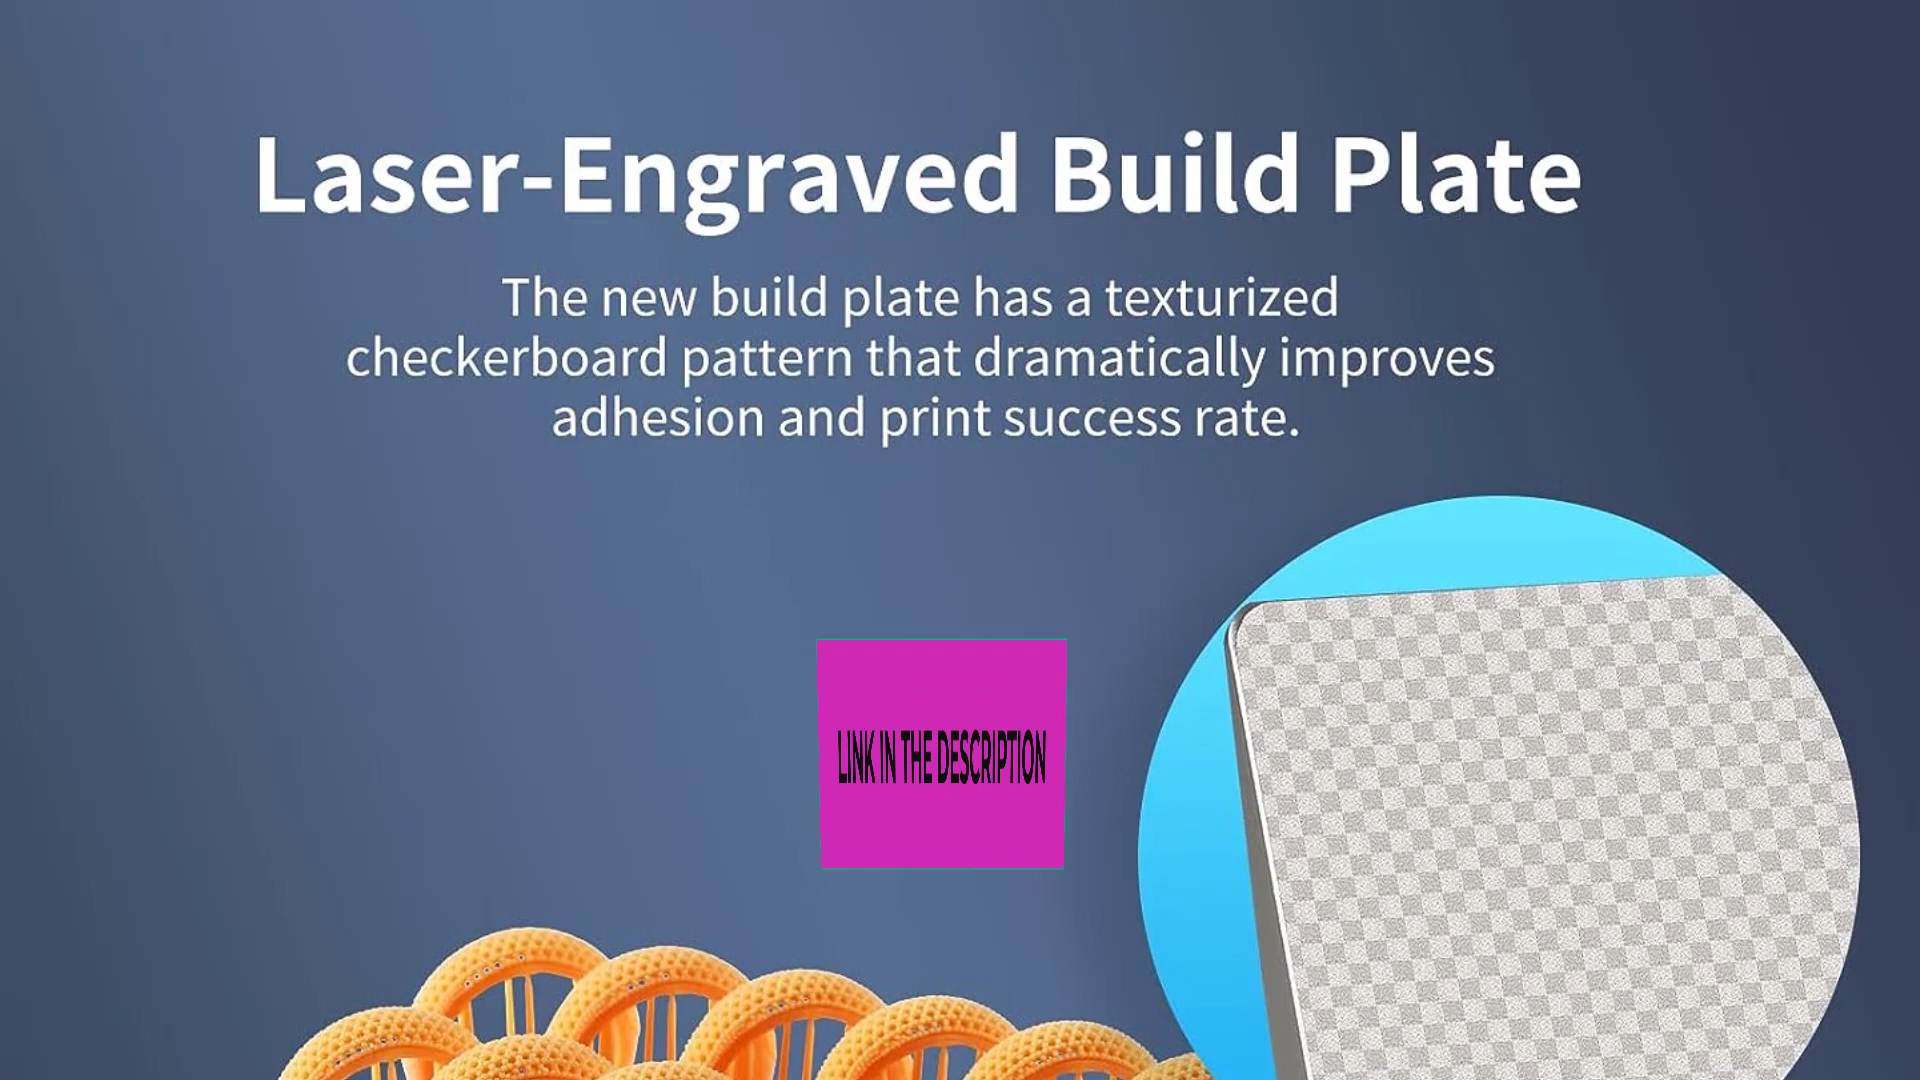 Laser-Engraved Build Plate
The new build plate has a texturized
checkerboard pattern that dramatically improves
adhesion and print success rate.
LINK IN THE DESCRIPTION